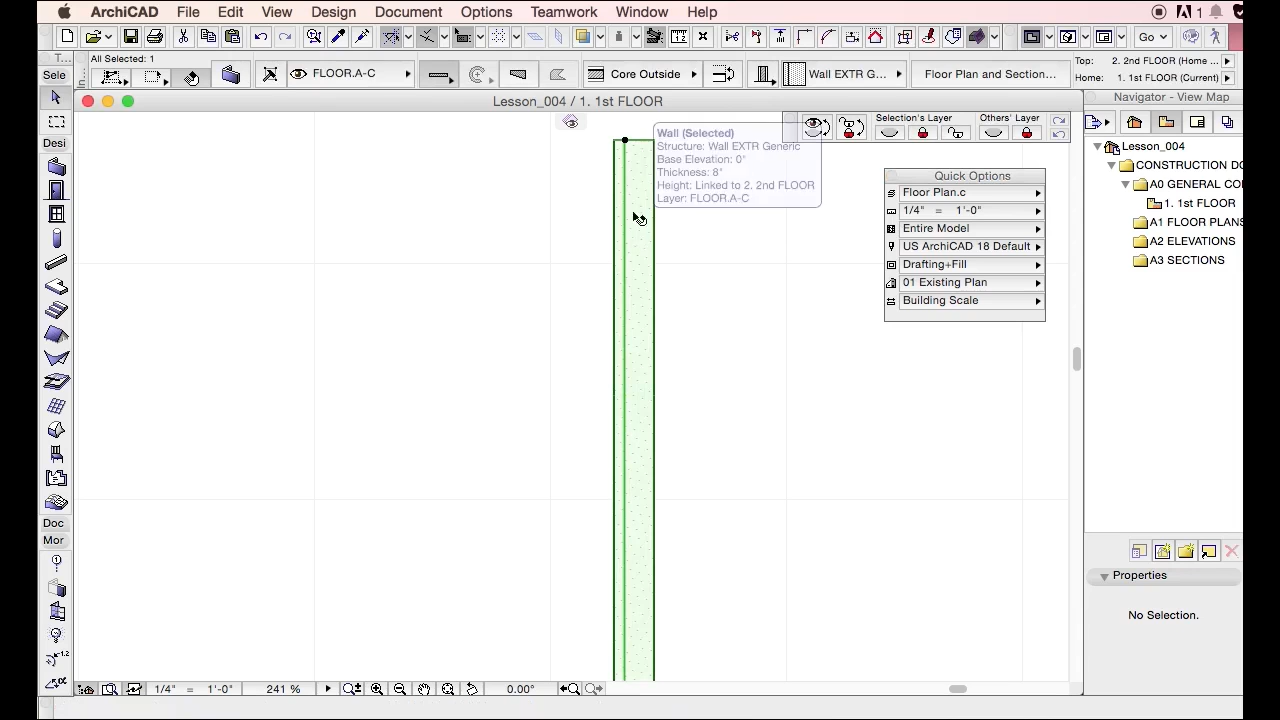 ArchiCAD File Edit View Design Document Options Teamwork Window Help 1
Go
T...
All Selected: 1
Sele
FLOOR.A-C
Core Outside
Wall EXTR G...
Floor Plan and Section...
Top: 2. 2nd FLOOR (Home ...
Home: 1. 1st FLOOR (Current)
Lesson_004 / 1. 1st FLOOR
Navigator - View Map
Selection's Layer
Others' Layer
Wall (Selected)
Structure: Wall EXTR Generic
Base Elevation: 0"
Thickness: 8"
Height: Linked to 2. 2nd FLOOR
Layer: FLOOR.A-C
Desi
Quick Options
Floor Plan.c
1/4" = 1'-0"
Entire Model
US ArchiCAD 18 Default
Drafting+Fill
01 Existing Plan
Building Scale
Lesson_004
CONSTRUCTION DO
A0 GENERAL CO
1. 1st FLOOR
A1 FLOOR PLANS
A2 ELEVATIONS
A3 SECTIONS
Doc
Mor
Properties
No Selection.
1.2
1/4" = 1'-0"
241 %
0.00°